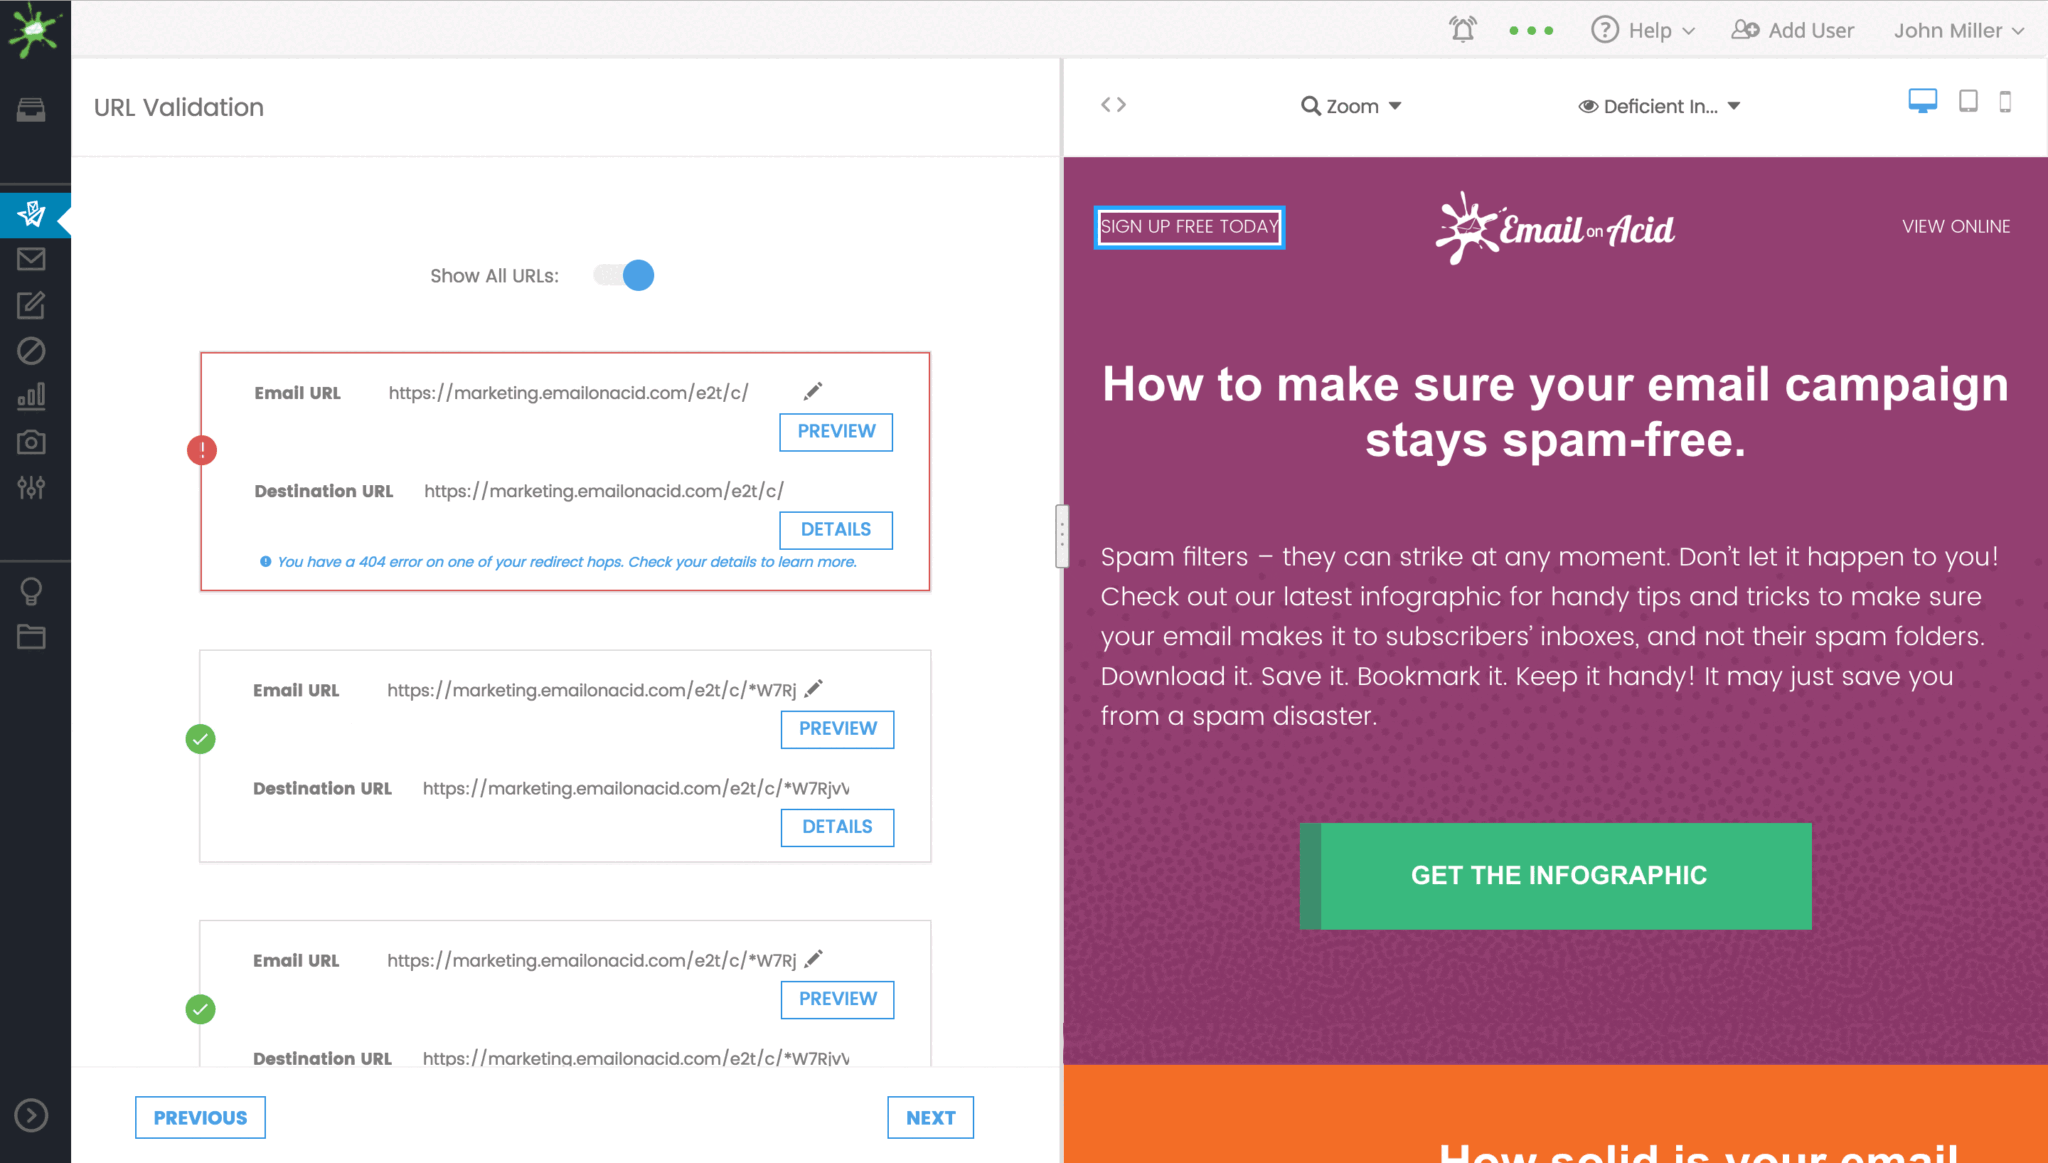 Help
Add User
John Miller
URL Validation
Zoom
Deficient In...
Show All URLs:
Email URL https://marketing.emailonacid.com/e2t/c/
PREVIEW
Destination URL https://marketing.emailonacid.com/e2t/c/
DETAILS
You have a 404 error on one of your redirect hops. Check your details to learn more.
Email URL https://marketing.emailonacid.com/e2t/c/*W7Rj
PREVIEW
Destination URL https://marketing.emailonacid.com/e2t/c/*W7Rjv
DETAILS
Email URL https://marketing.emailonacid.com/e2t/c/*W7Rj
PREVIEW
Destination URL https://marketing.emailonacid.com/e2t/c/*W7Rjv
PREVIOUS
NEXT
SIGN UP FREE TODAY
Email on Acid
VIEW ONLINE
How to make sure your email campaign
stays spam-free.
Spam filters – they can strike at any moment. Don't let it happen to you!
Check out our latest infographic for handy tips and tricks to make sure
your email makes it to subscribers' inboxes, and not their spam folders.
Download it. Save it. Bookmark it. Keep it handy! It may just save you
from a spam disaster.
GET THE INFOGRAPHIC
How solid is your email